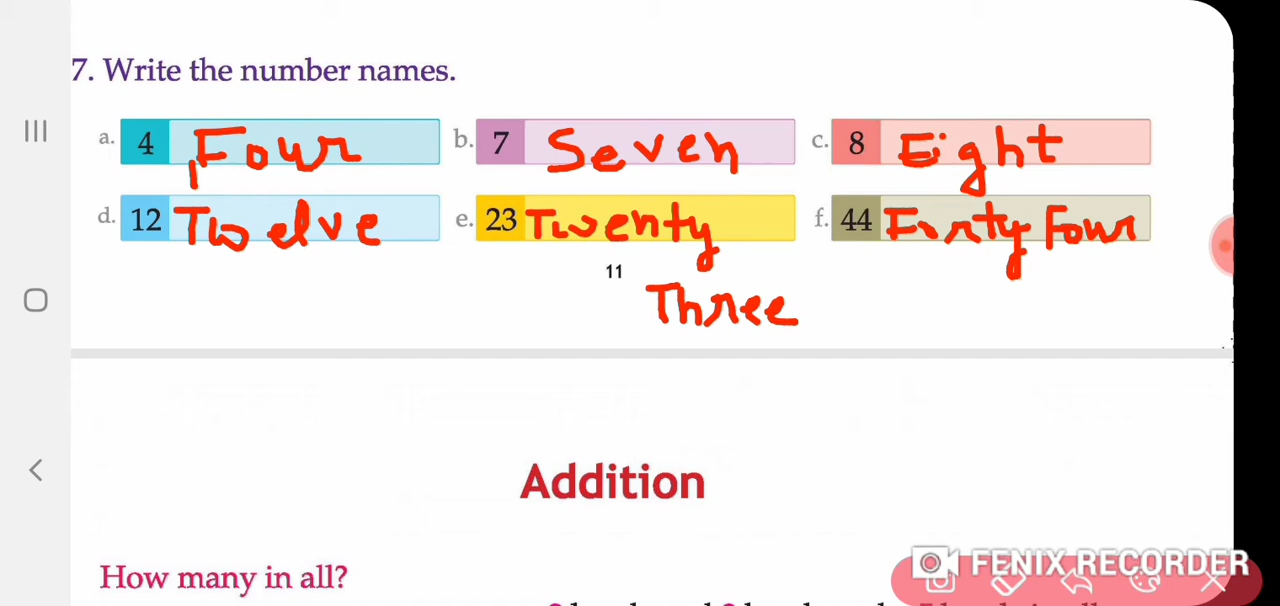 7. Write the number names.
a. 4 Four b. 7 Seven c. 8 Eight
d. 12 Twelve e. 23 Twenty f. 44 Forty Four
11
Three
Addition
FENIX RECORDER
How many in all?